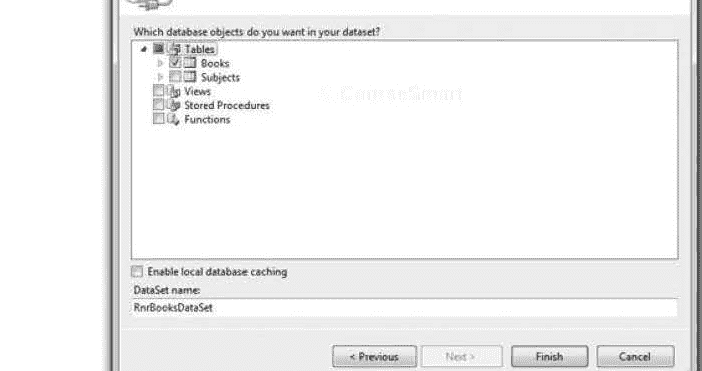 Which database objects do you want in your dataset?
Tables
Books
Subjects
Views
Stored Procedures
Functions
CourseSmart
Enable local database caching
DataSet name:
RnrBooksDataSet
< Previous
Next >
Finish
Cancel